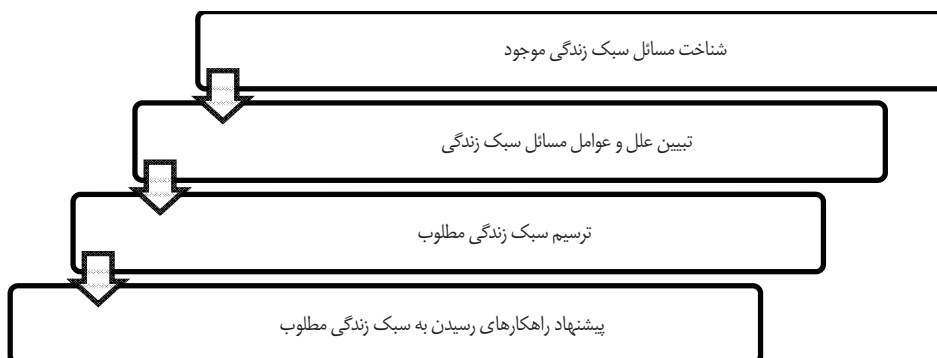 شناخت مسائل سبک زندگی موجود
تبیین علل و عوامل مسائل سبک زندگی
ترسیم سبک زندگی مطلوب
پیشنهاد راهکارهای رسیدن به سبک زندگی مطلوب